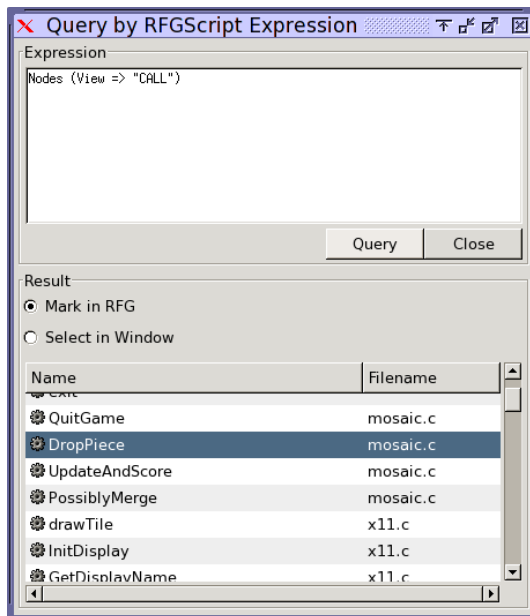 Query by RFGScript Expression
Expression
Nodes (View => "CALL")
Query Close
Result
Mark in RFG
Select in Window
Name Filename
exit
QuitGame mosaic.c
DropPiece mosaic.c
UpdateAndScore mosaic.c
PossiblyMerge mosaic.c
drawTile x11.c
InitDisplay x11.c
GetDisplayName x11.c